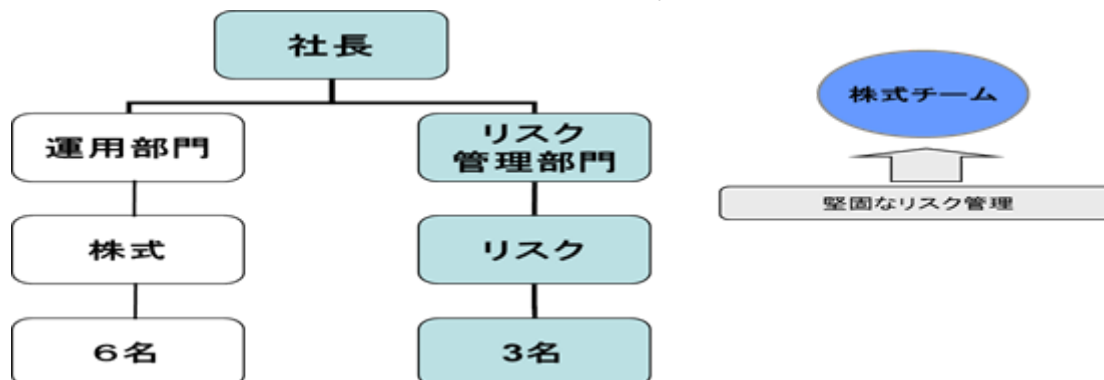 社長
運用部門
リスク
管理部門
株式
リスク
6名
3名
株式チーム
堅固なリスク管理